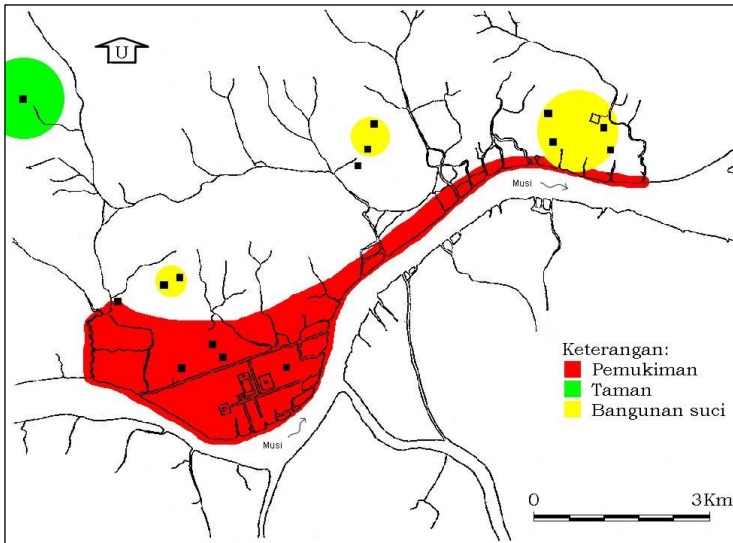 U
Musi
Keterangan:
Pemukiman
Taman
Bangunan suci
Musi
0 3Km